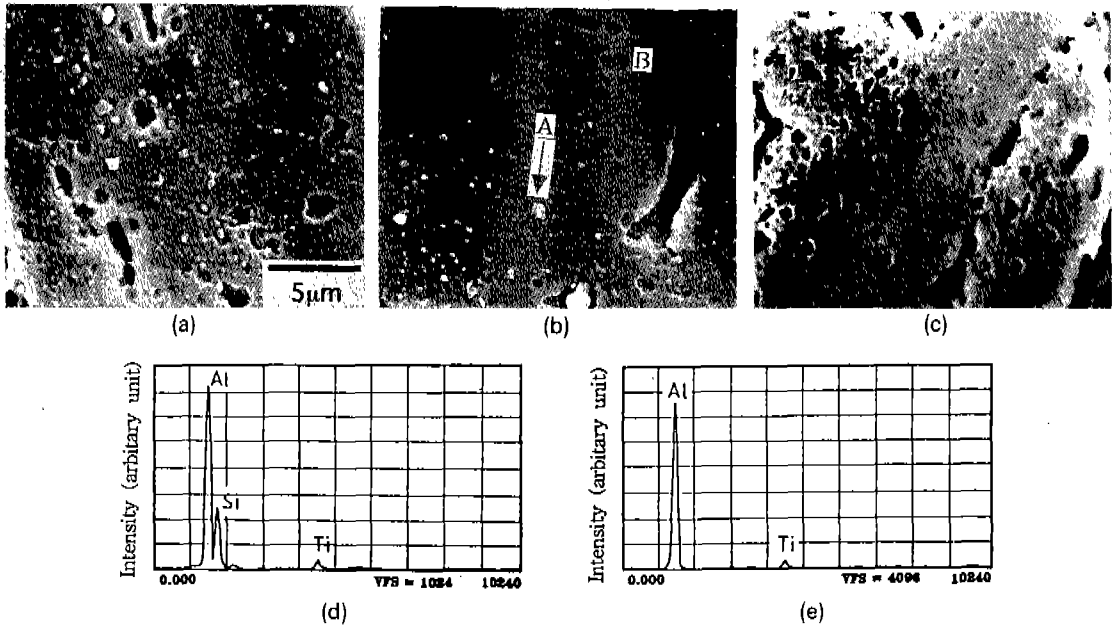 B
A
5μm
(a)
(b)
(c)
Intensity (arbitary unit)
Al
Si
Ti
0.000
VFS = 1024
10240
(d)
Intensity (arbitary unit)
Al
Ti
0.000
VFS = 4096
10240
(e)